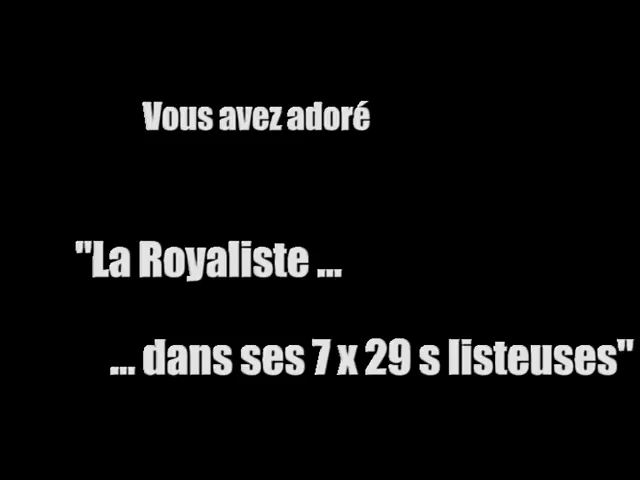 Vous avez adoré
"La Royaliste ...
... dans ses 7 x 29 s listeuses"